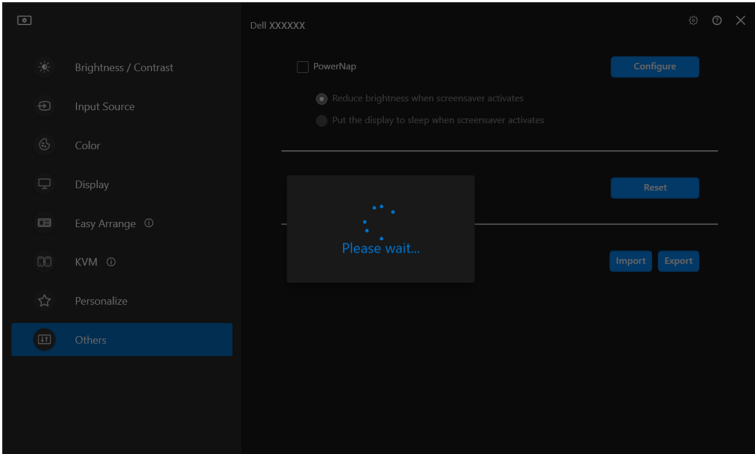 Dell XXXXXX
Brightness / Contrast
Input Source
Color
Display
Easy Arrange
KVM
Personalize
Others
PowerNap
Configure
Reduce brightness when screensaver activates
Put the display to sleep when screensaver activates
Reset
Please wait...
Import Export